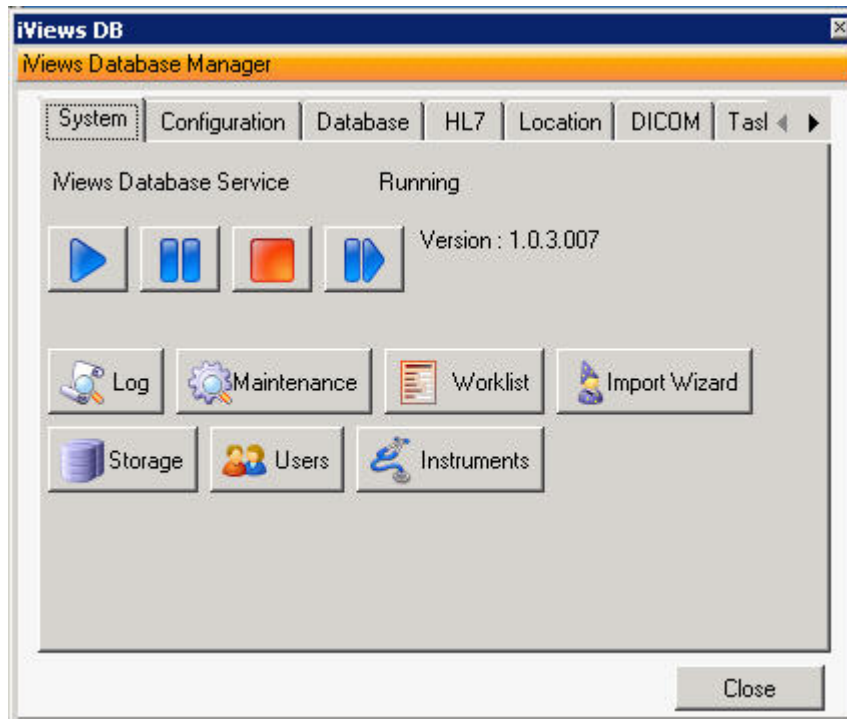 iViews DB
iViews Database Manager
System Configuration Database HL7 Location DICOM Tasl
iViews Database Service Running
Version : 1.0.3.007
Log Maintenance Worklist Import Wizard
Storage Users Instruments
Close